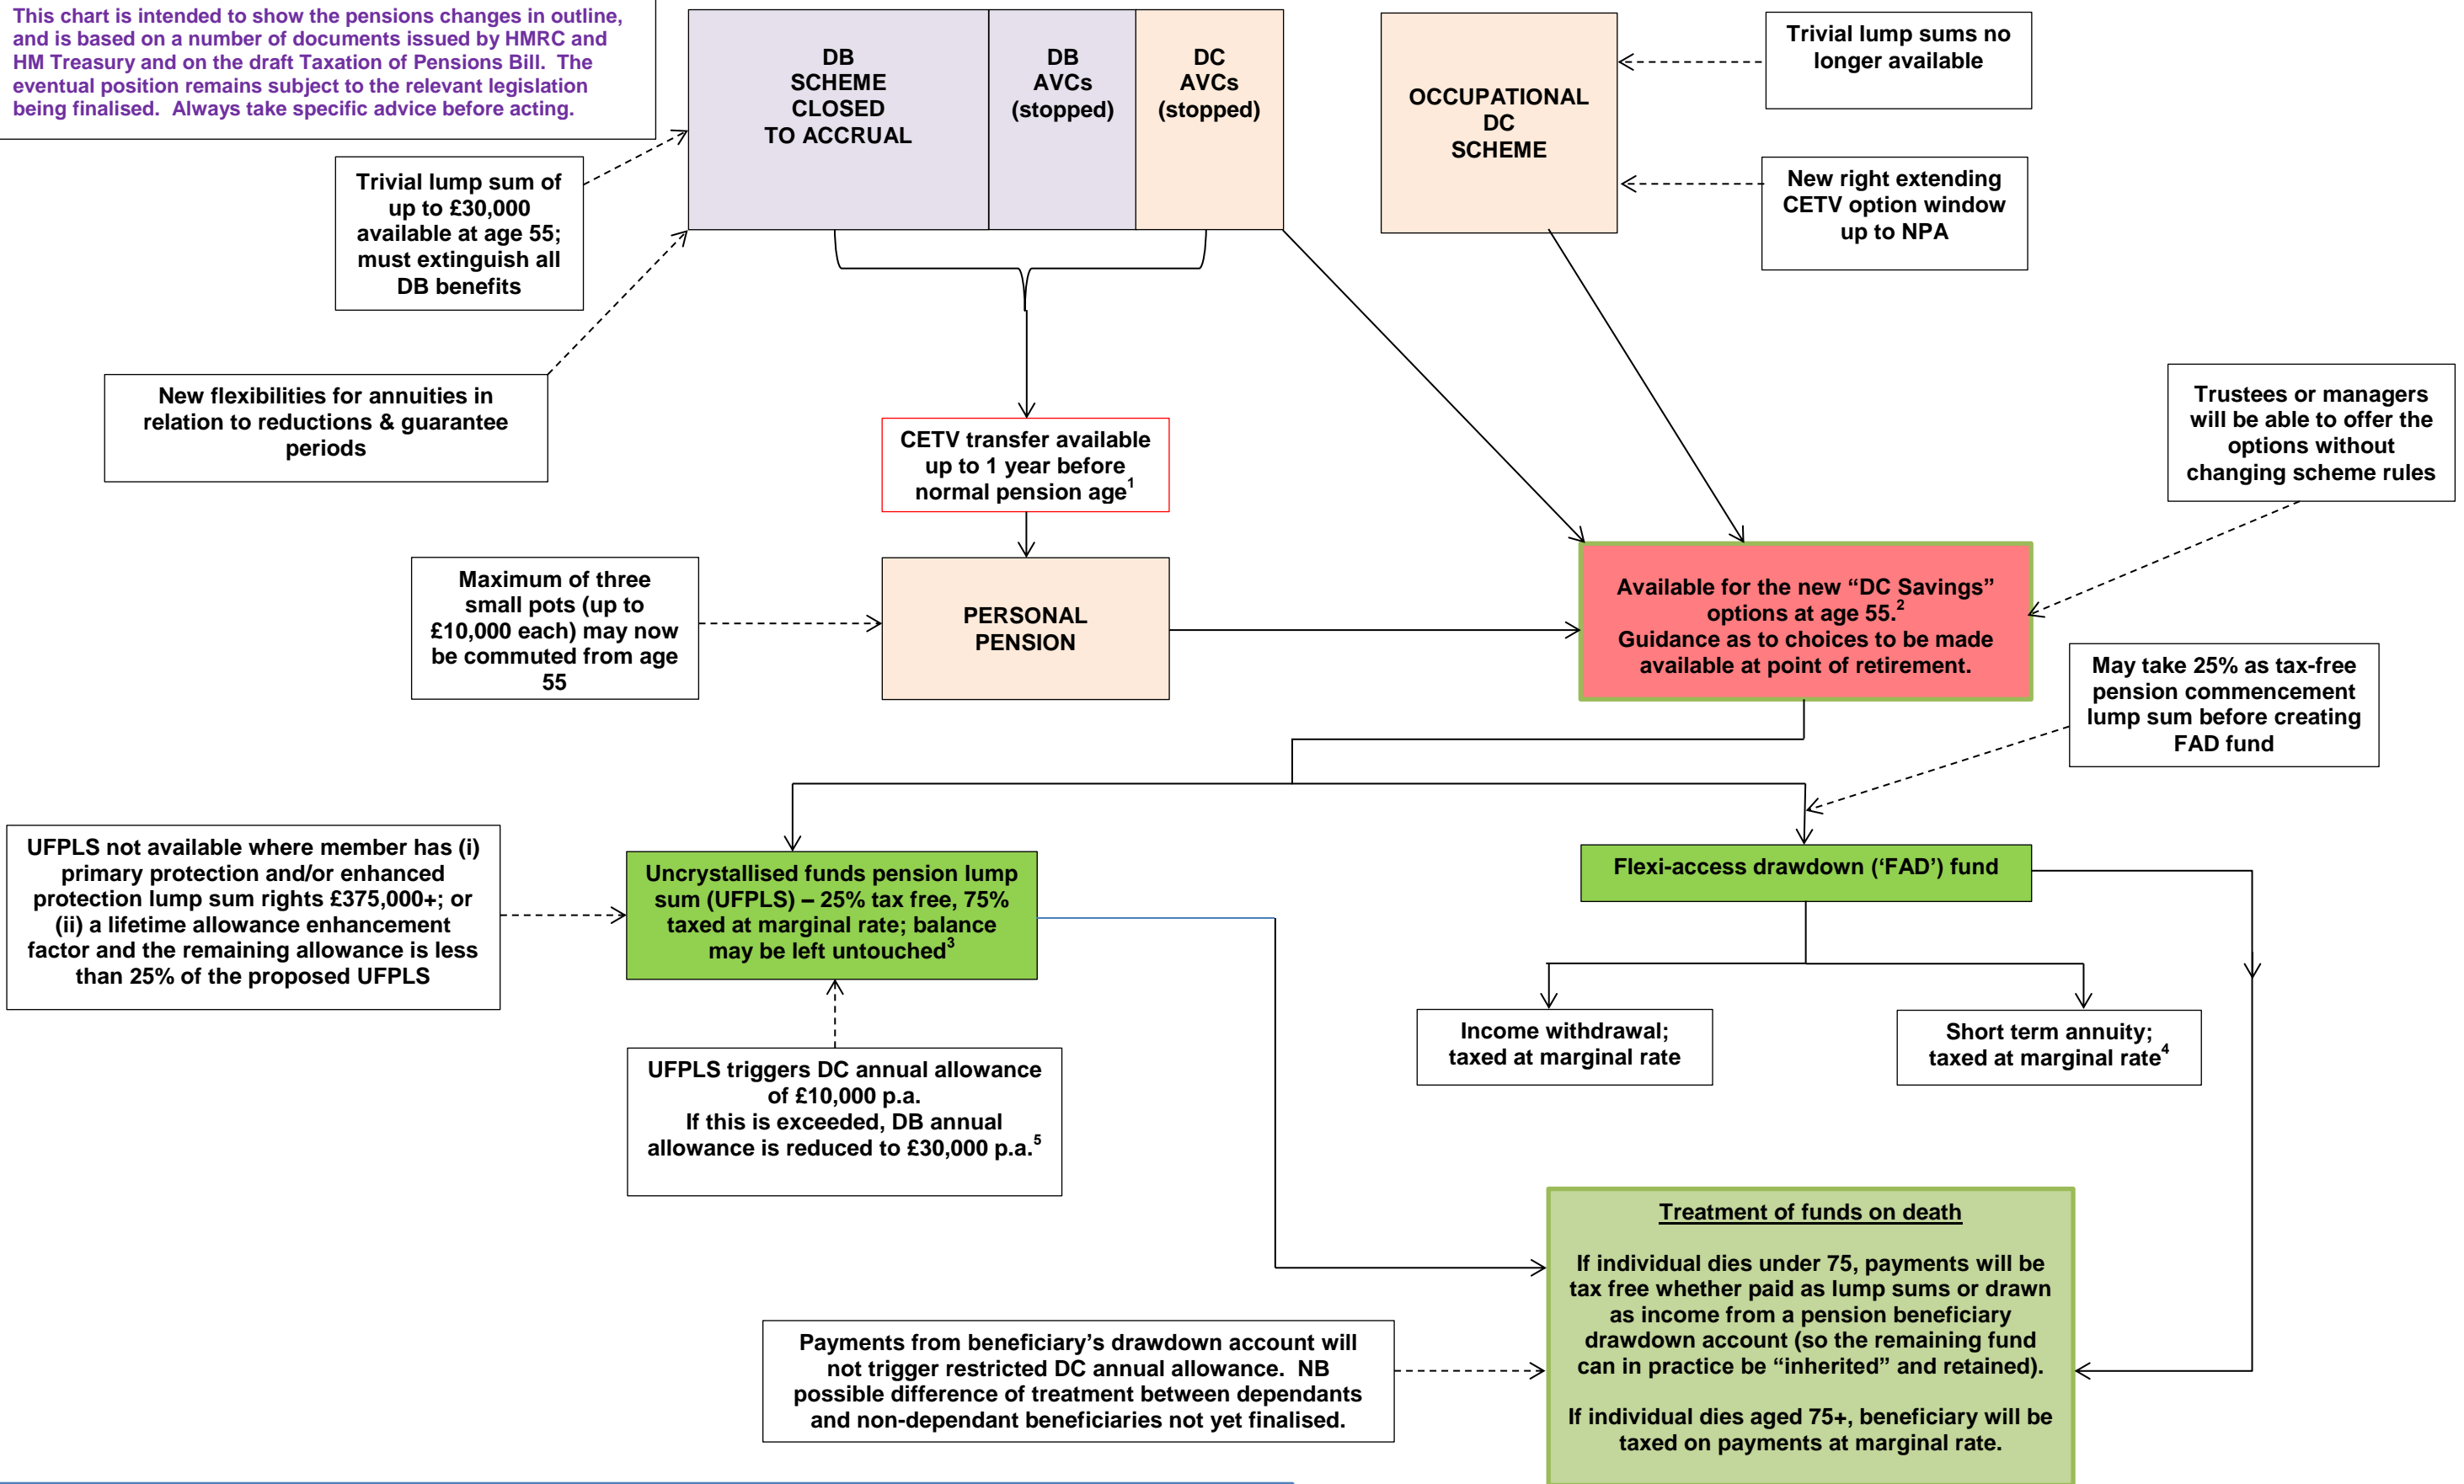 This chart is intended to show the pensions changes in outline,
and is based on a number of documents issued by HMRC and
HM Treasury and on the draft Taxation of Pensions Bill.  The
eventual position remains subject to the relevant legislation
being finalised.  Always take specific advice before acting.
DB
SCHEME
CLOSED
TO ACCRUAL
DB
AVCs
(stopped)
DC
AVCs
(stopped)
OCCUPATIONAL
DC
SCHEME
Trivial lump sums no
longer available
Trivial lump sum of
up to £30,000
available at age 55;
must extinguish all
DB benefits
New right extending
CETV option window
up to NPA
New flexibilities for annuities in
relation to reductions & guarantee
periods
CETV transfer available
up to 1 year before
normal pension age1
Trustees or managers
will be able to offer the
options without
changing scheme rules
Maximum of three
small pots (up to
£10,000 each) may now
be commuted from age
55
PERSONAL
PENSION
Available for the new “DC Savings”
options at age 55.2
Guidance as to choices to be made
available at point of retirement.
May take 25% as tax-free
pension commencement
lump sum before creating
FAD fund
UFPLS not available where member has (i)
primary protection and/or enhanced
protection lump sum rights £375,000+; or
(ii) a lifetime allowance enhancement
factor and the remaining allowance is less
than 25% of the proposed UFPLS
Uncrystallised funds pension lump
sum (UFPLS) – 25% tax free, 75%
taxed at marginal rate; balance
may be left untouched3
Flexi-access drawdown (‘FAD’) fund
Income withdrawal;
taxed at marginal rate
Short term annuity;
taxed at marginal rate4
UFPLS triggers DC annual allowance
of £10,000 p.a.
If this is exceeded, DB annual
allowance is reduced to £30,000 p.a.5
Treatment of funds on death
If individual dies under 75, payments will be
tax free whether paid as lump sums or drawn
as income from a pension beneficiary
drawdown account (so the remaining fund
can in practice be “inherited” and retained).
If individual dies aged 75+, beneficiary will be
taxed on payments at marginal rate.
Payments from beneficiary’s drawdown account will
not trigger restricted DC annual allowance.  NB
possible difference of treatment between dependants
and non-dependant beneficiaries not yet finalised.